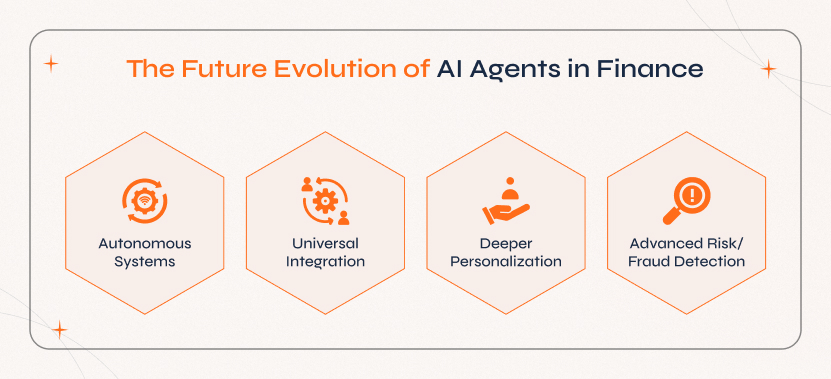 The Future Evolution of AI Agents in Finance
Autonomous
Systems
Universal
Integration
Deeper
Personalization
Advanced Risk/
Fraud Detection